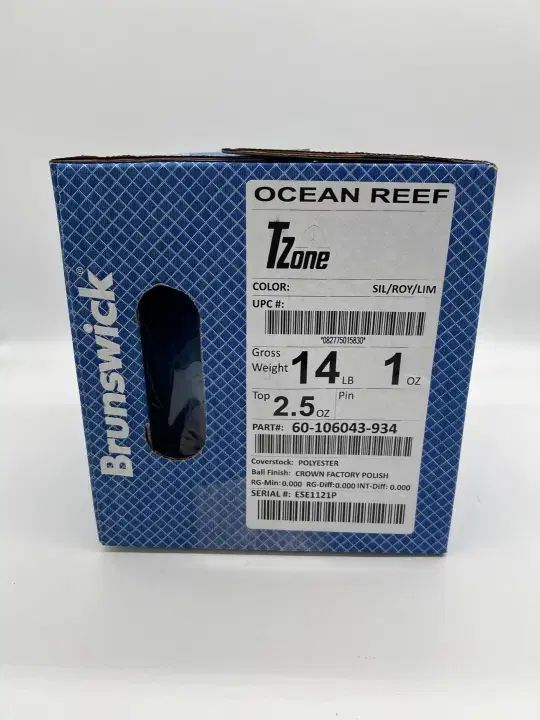 Brunswick®
OCEAN REEF
TZone
COLOR: SIL/ROY/LIM
UPC #:
*082775015830*
Gross Weight 14 LB 1 OZ
Top 2.5 OZ Pin
PART#: 60-106043-934
Coverstock: POLYESTER
Ball Finish: CROWN FACTORY POLISH
RG-Min: 0.000 RG-Diff:0.000 INT-Diff: 0.000
SERIAL #: ESE1121P